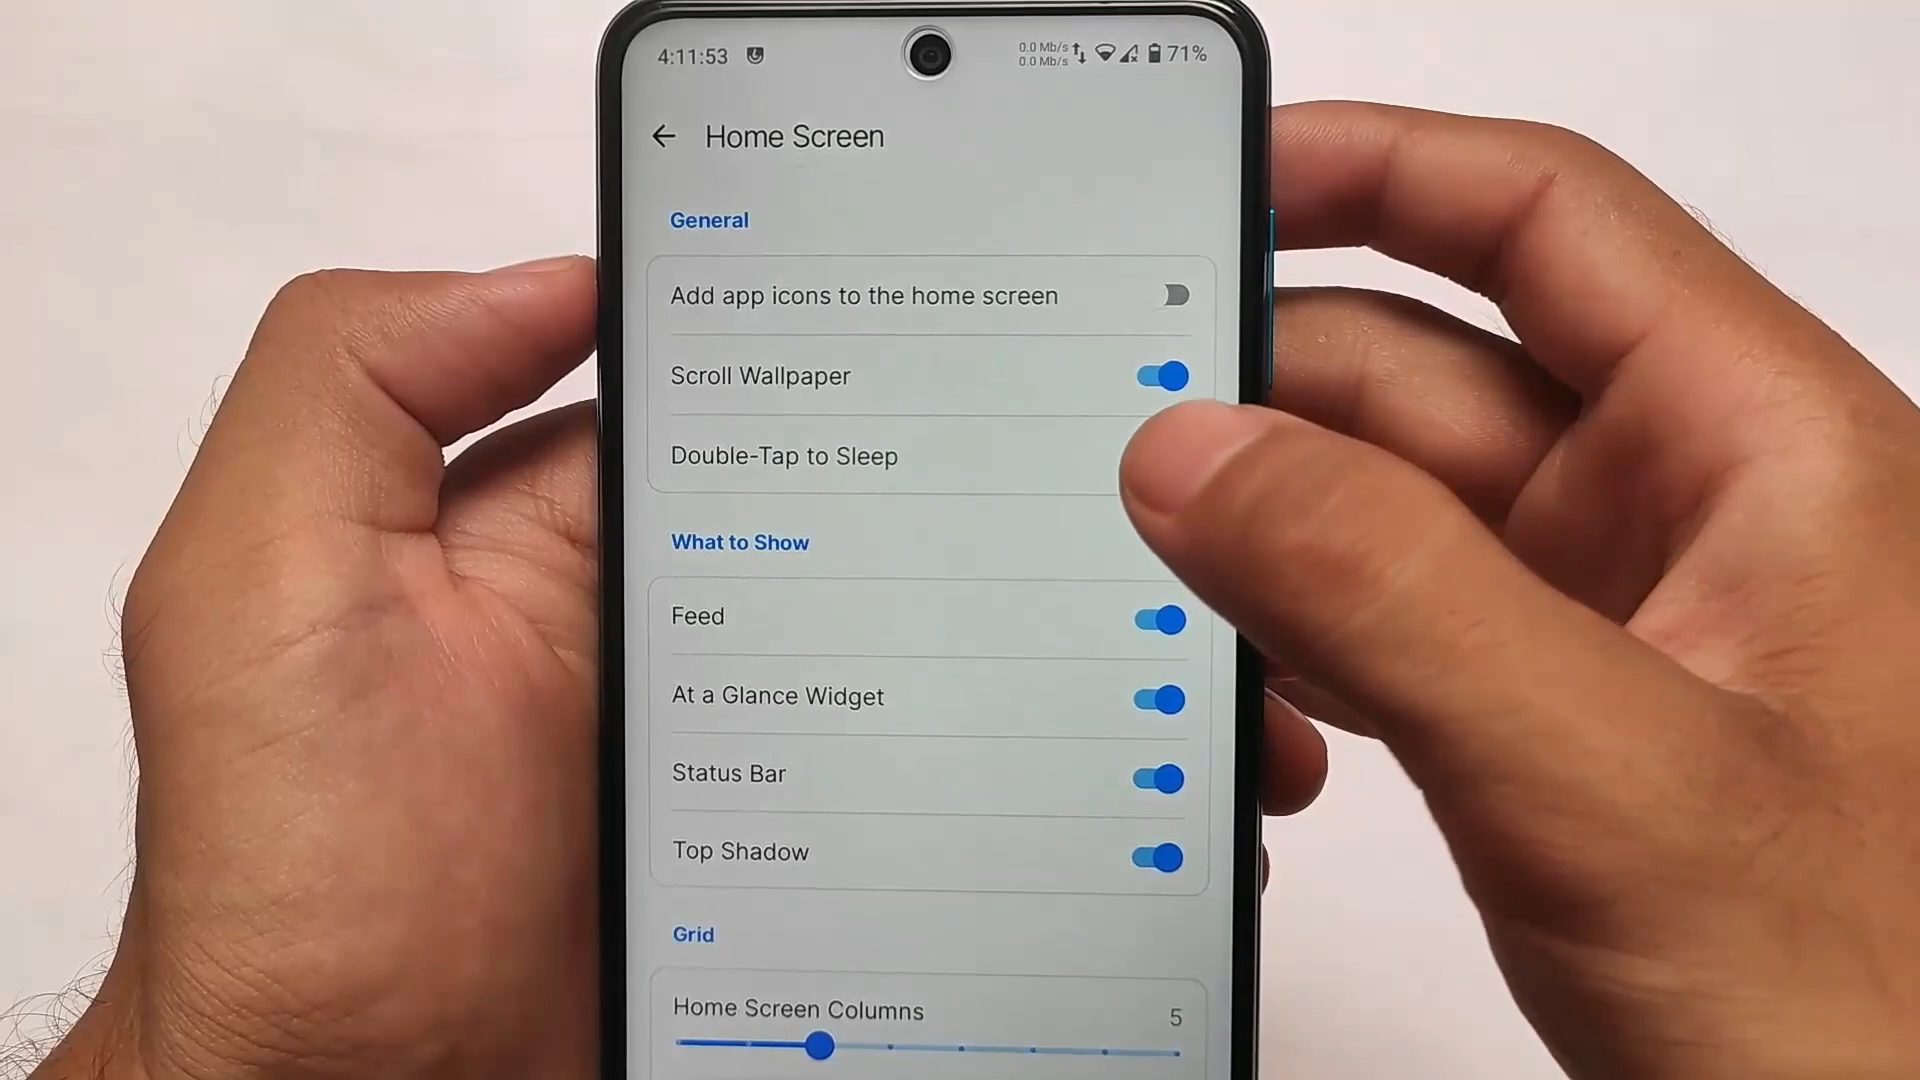 4:11:53
0.0 Mb/s
0.0 Mb/s
71%
Home Screen
General
Add app icons to the home screen
Scroll Wallpaper
Double-Tap to Sleep
What to Show
Feed
At a Glance Widget
Status Bar
Top Shadow
Grid
Home Screen Columns
5